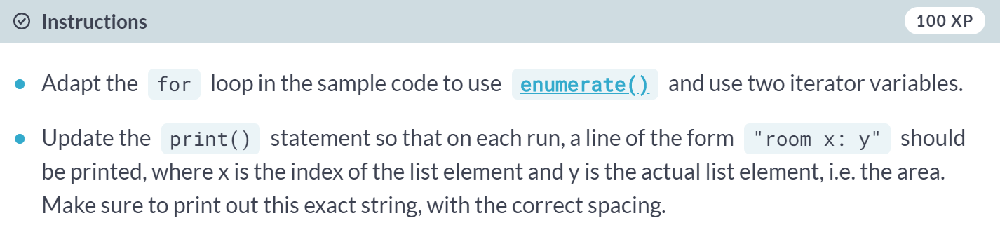 Instructions 100 XP
Adapt the for loop in the sample code to use enumerate() and use two iterator variables.
Update the print() statement so that on each run, a line of the form "room x: y" should
be printed, where x is the index of the list element and y is the actual list element, i.e. the area.
Make sure to print out this exact string, with the correct spacing.